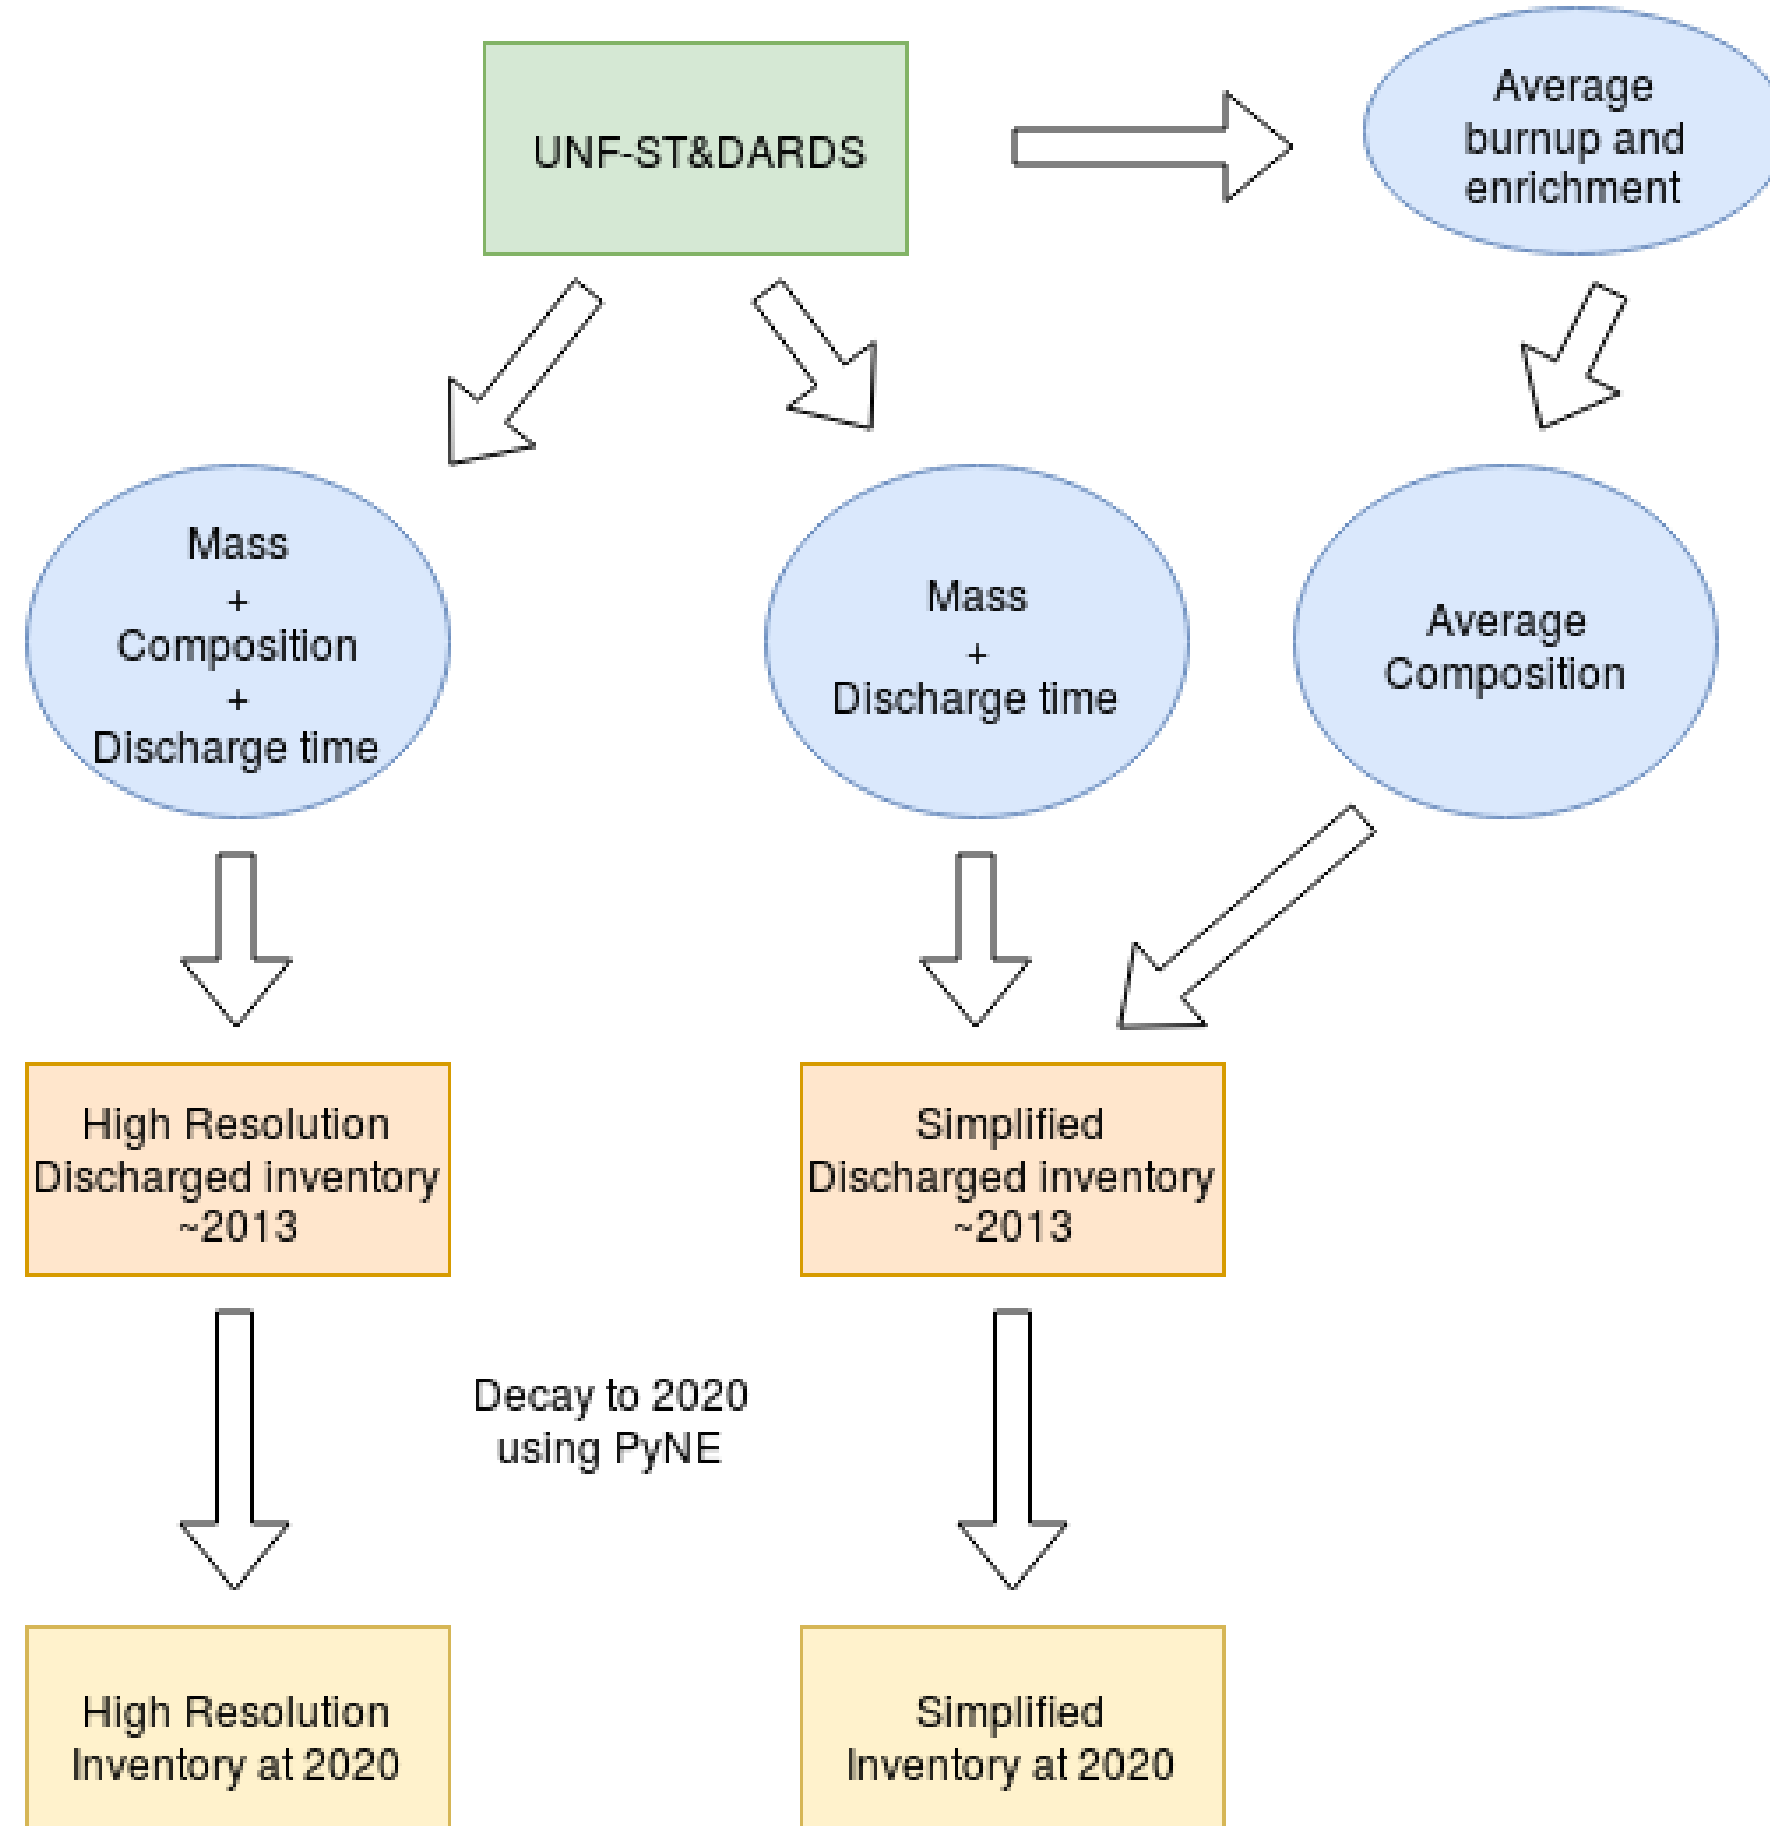 UNF-ST&DARDS
Average
burnup and
enrichment
Mass
+
Composition
+
Discharge time
Mass
+
Discharge time
Average
Composition
High Resolution
Discharged inventory
~2013
Simplified
Discharged inventory
~2013
Decay to 2020
using PyNE
High Resolution
Inventory at 2020
Simplified
Inventory at 2020